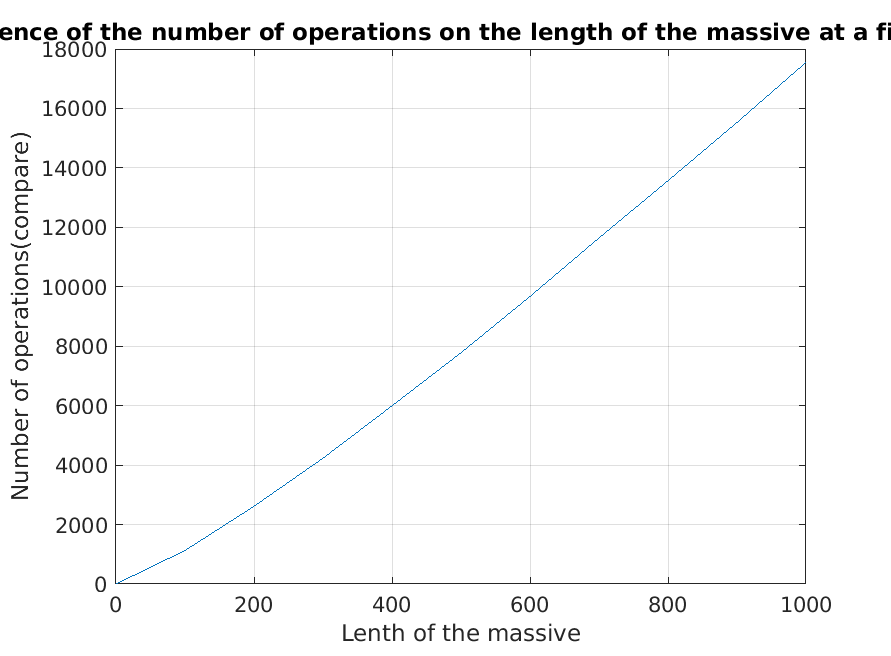 ence of the number of operations on the length of the massive at a fi
18000
16000
14000
12000
10000
8000
6000
4000
2000
0
Number of operations(compare)
0 200 400 600 800 1000
Lenth of the massive